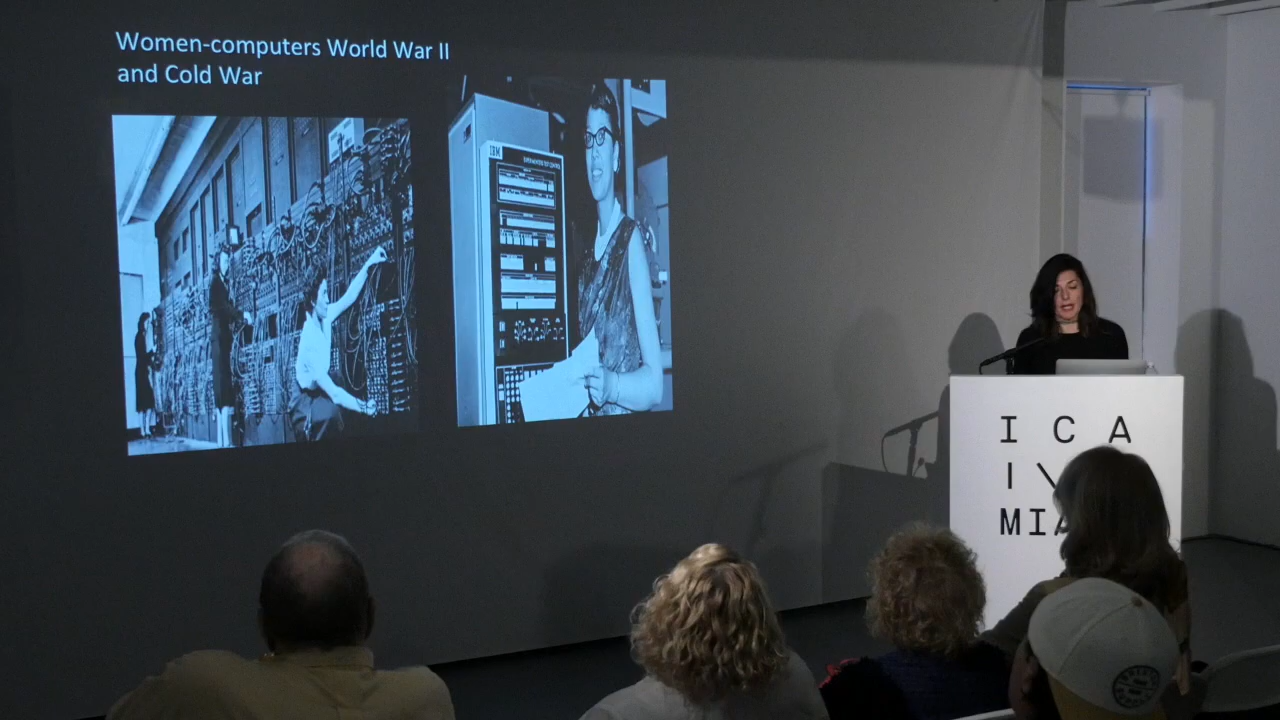 Women-computers World War II
and Cold War
IBM
I C A
I \
MIA